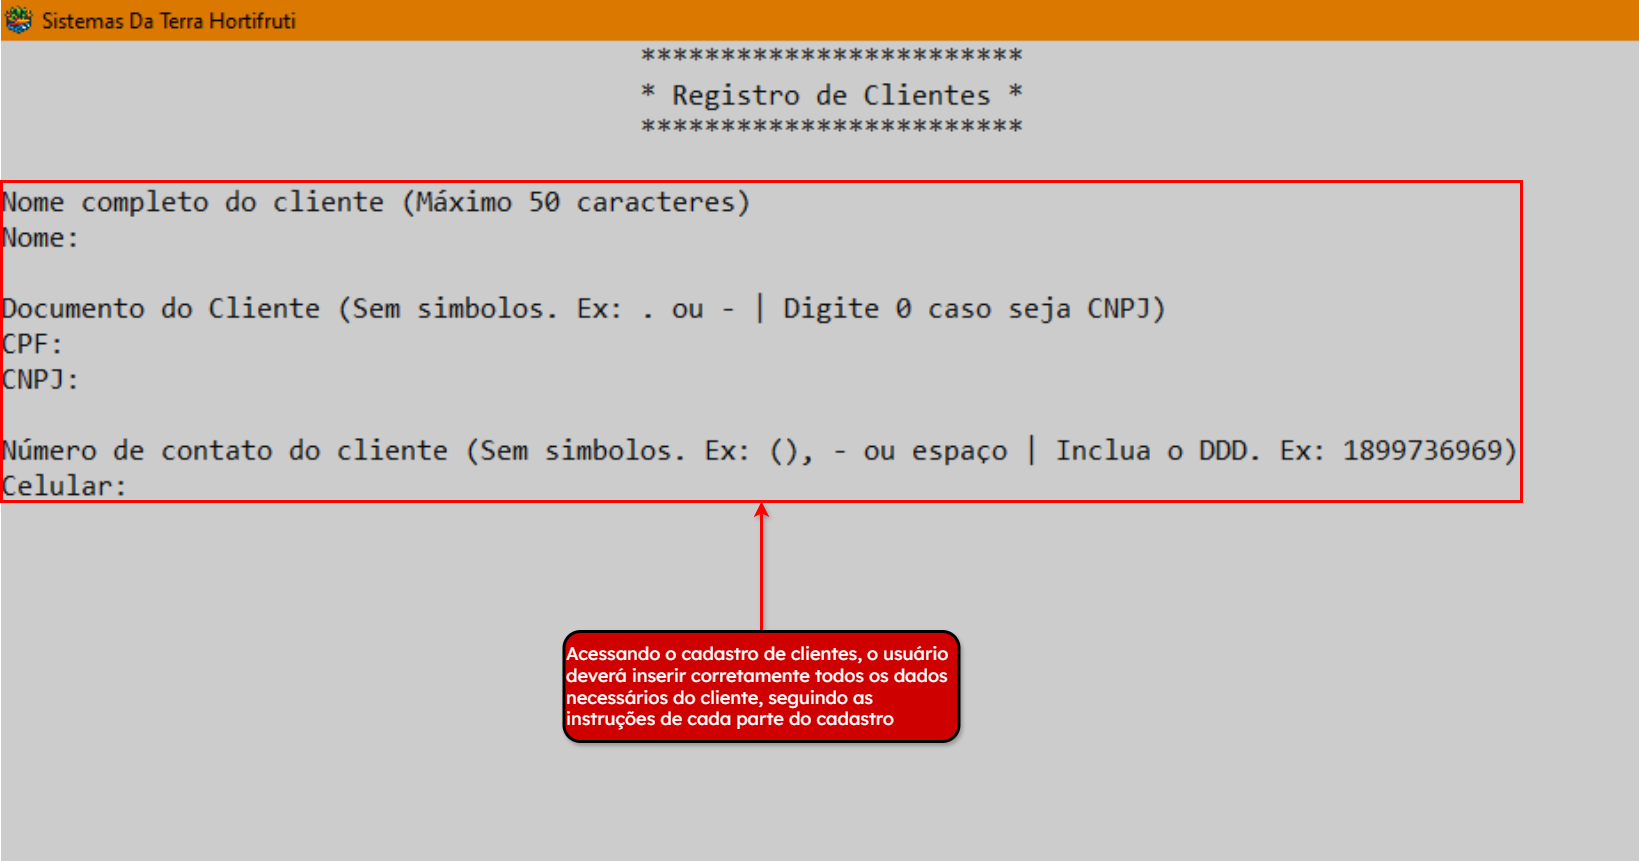 Sistemas Da Terra Hortifruti
************************
* Registro de Clientes *
************************
Nome completo do cliente (Máximo 50 caracteres)
Nome:
Documento do Cliente (Sem simbolos. Ex: . ou - | Digite 0 caso seja CNPJ)
CPF:
CNPJ:
Número de contato do cliente (Sem simbolos. Ex: (), - ou espaço | Inclua o DDD. Ex: 1899736969)
Celular:
Acessando o cadastro de clientes, o usuário
deverá inserir corretamente todos os dados
necessários do cliente, seguindo as
instruções de cada parte do cadastro